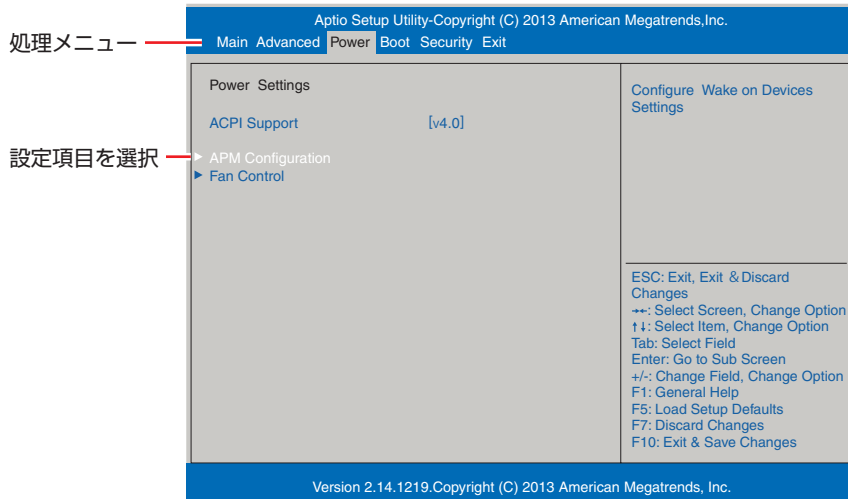 Aptio Setup Utility-Copyright (C) 2013 American Megatrends,Inc.
処理メニュー
Main Advanced Power Boot Security Exit
Power Settings
ACPI Support [v4.0]
設定項目を選択
▶ APM Configuration
▶ Fan Control
Configure Wake on Devices
Settings
ESC: Exit, Exit & Discard
Changes
→←: Select Screen, Change Option
↑↓: Select Item, Change Option
Tab: Select Field
Enter: Go to Sub Screen
+/-: Change Field, Change Option
F1: General Help
F5: Load Setup Defaults
F7: Discard Changes
F10: Exit & Save Changes
Version 2.14.1219.Copyright (C) 2013 American Megatrends, Inc.